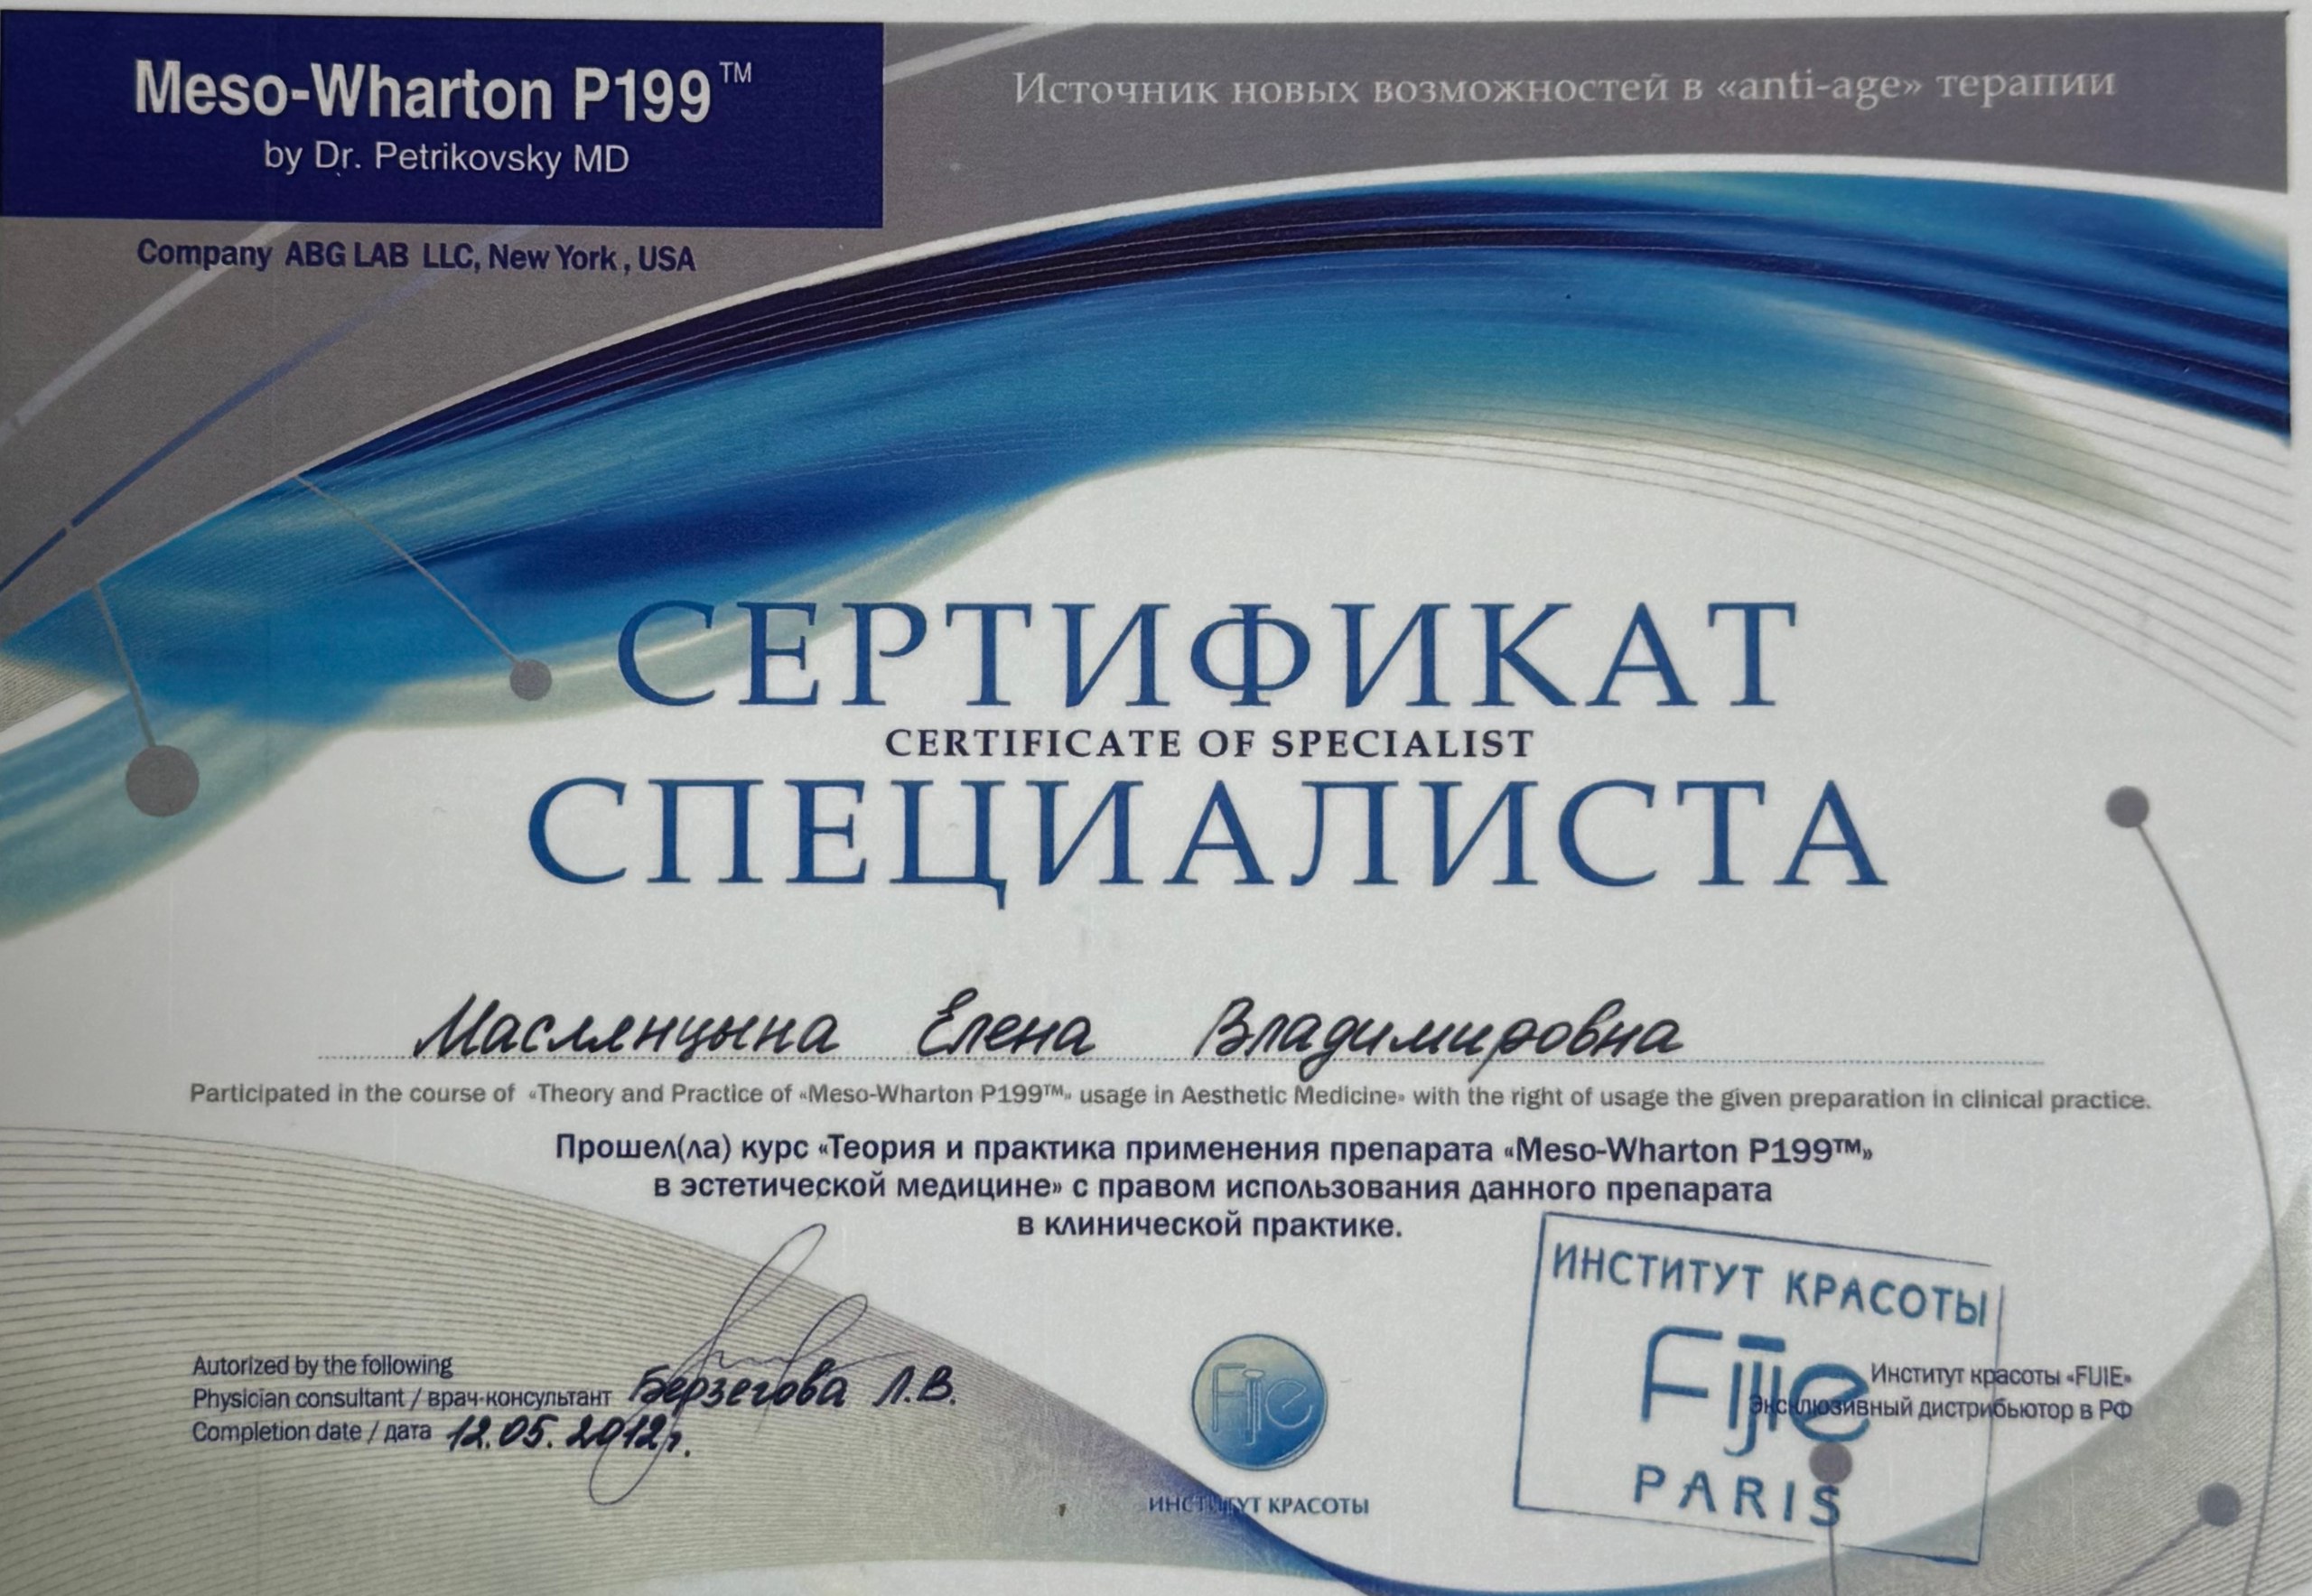 Meso-Wharton P199™
by Dr. Petrikovsky MD
Источник новых возможностей в «anti-age» терапии
Company ABG LAB LLC, New York, USA
СЕРТИФИКАТ
CERTIFICATE OF SPECIALIST
СПЕЦИАЛИСТА
Маслянцына Елена Владимировна
Participated in the course of «Theory and Practice of «Meso-Wharton P199™» usage in Aesthetic Medicine» with the right of usage the given preparation in clinical practice.
Прошел(ла) курс «Теория и практика применения препарата «Meso-Wharton P199™»
в эстетической медицине» с правом использования данного препарата
в клинической практике.
Autorized by the following
Physician consultant / врач-консультант Берзегова Л.В.
Completion date / дата 12.05.2012г.
Fijie
ИНСТИТУТ КРАСОТЫ
ИНСТИТУТ КРАСОТЫ
Fijie
PARIS
Институт красоты «FIJIE»
Эксклюзивный дистрибьютор в РФ